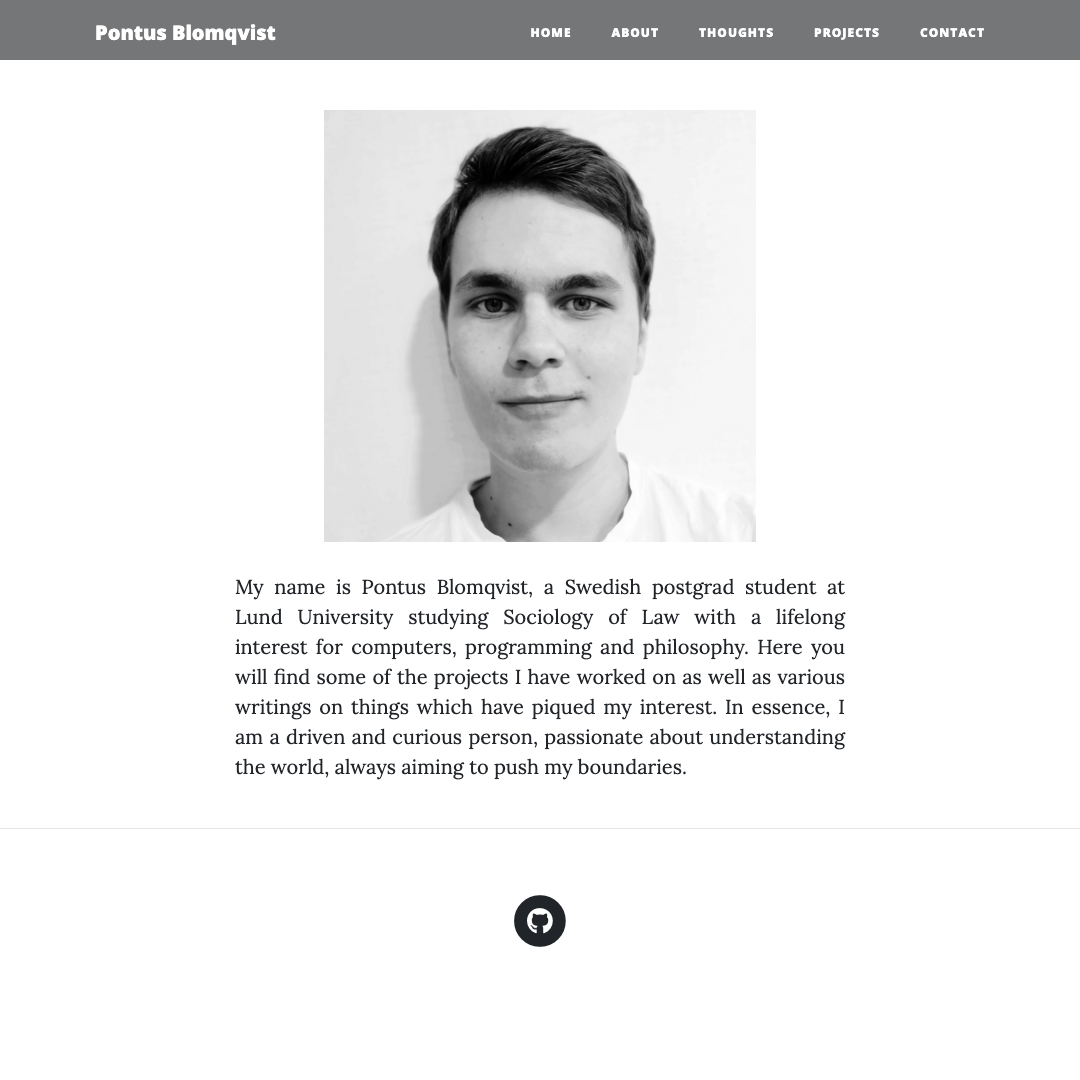 Pontus Blomqvist
HOME ABOUT THOUGHTS PROJECTS CONTACT
My name is Pontus Blomqvist, a Swedish postgrad student at
Lund University studying Sociology of Law with a lifelong
interest for computers, programming and philosophy. Here you
will find some of the projects I have worked on as well as various
writings on things which have piqued my interest. In essence, I
am a driven and curious person, passionate about understanding
the world, always aiming to push my boundaries.